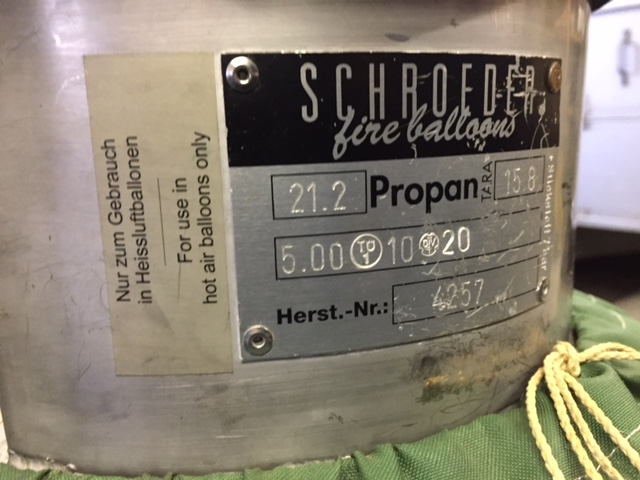 Nur zum Gebrauch
in Heissluftballonen
For use in
hot air balloons only
SCHROEDER
fire balloons
21.2 Propan TARA 15.8
5.00 10 20
Herst.-Nr.: 4257